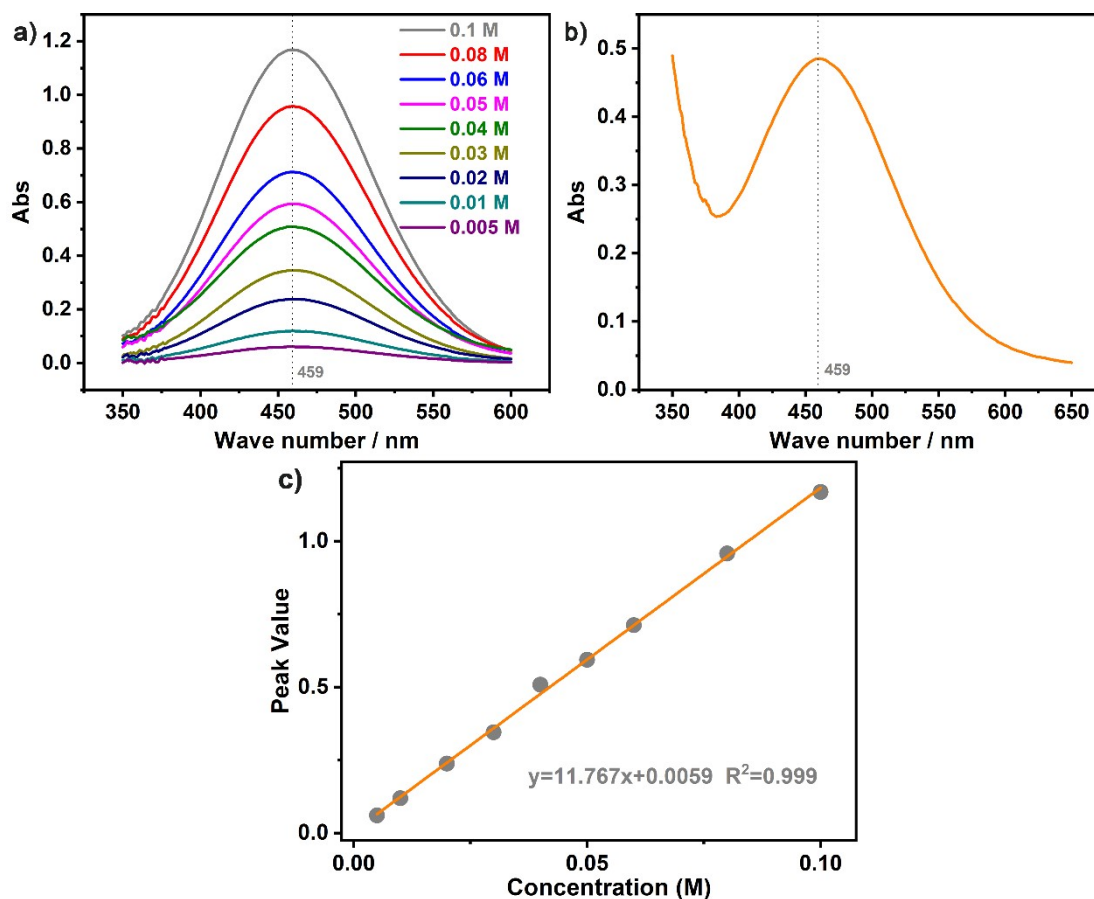 a)
0.1 M
0.08 M
0.06 M
0.05 M
0.04 M
0.03 M
0.02 M
0.01 M
0.005 M
1.2
1.0
0.8
0.6
0.4
0.2
0.0
Abs
459
350 400 450 500 550 600
Wave number / nm
b)
0.5
0.4
0.3
0.2
0.1
0.0
Abs
459
350 400 450 500 550 600 650
Wave number / nm
c)
1.0
0.5
0.0
Peak Value
y=11.767x+0.0059 R²=0.999
0.00 0.05 0.10
Concentration (M)